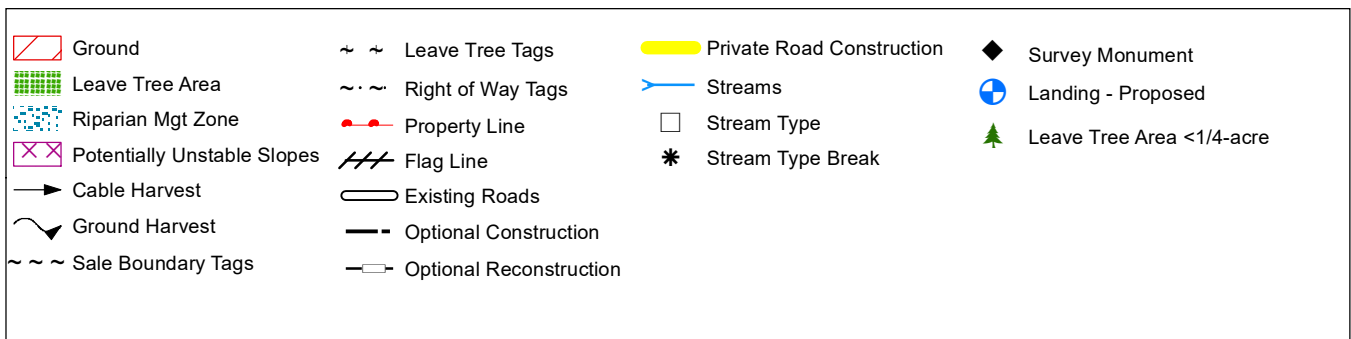 Ground
Leave Tree Area
Riparian Mgt Zone
Potentially Unstable Slopes
Cable Harvest
Ground Harvest
Sale Boundary Tags
Leave Tree Tags
Right of Way Tags
Property Line
Flag Line
Existing Roads
Optional Construction
Optional Reconstruction
Private Road Construction
Streams
Stream Type
Stream Type Break
Survey Monument
Landing - Proposed
Leave Tree Area <1/4-acre